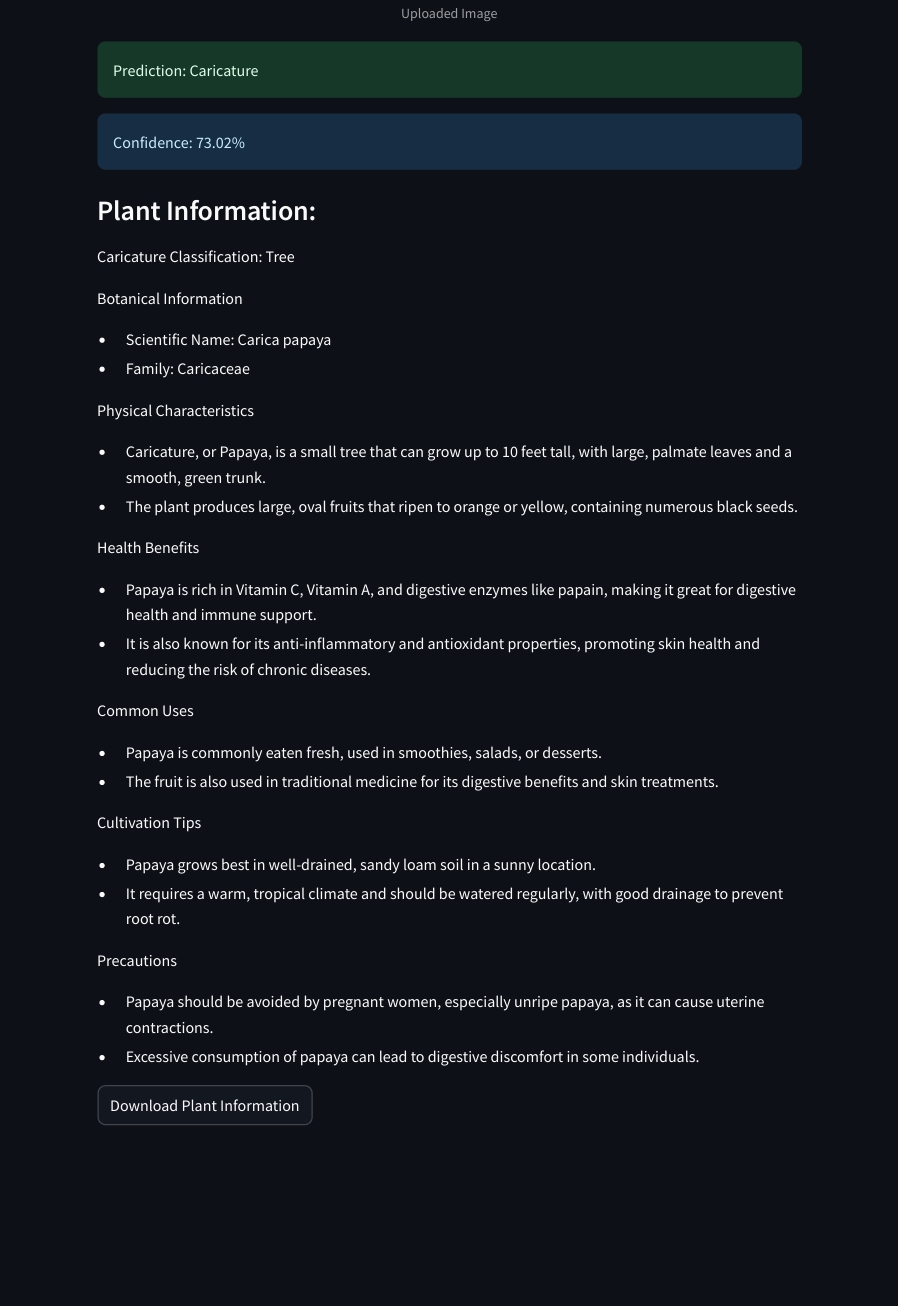 Uploaded Image
Prediction: Caricature
Confidence: 73.02%
Plant Information:
Caricature Classification: Tree
Botanical Information
• Scientific Name: Carica papaya
• Family: Caricaceae
Physical Characteristics
• Caricature, or Papaya, is a small tree that can grow up to 10 feet tall, with large, palmate leaves and a
smooth, green trunk.
• The plant produces large, oval fruits that ripen to orange or yellow, containing numerous black seeds.
Health Benefits
• Papaya is rich in Vitamin C, Vitamin A, and digestive enzymes like papain, making it great for digestive
health and immune support.
• It is also known for its anti-inflammatory and antioxidant properties, promoting skin health and
reducing the risk of chronic diseases.
Common Uses
• Papaya is commonly eaten fresh, used in smoothies, salads, or desserts.
• The fruit is also used in traditional medicine for its digestive benefits and skin treatments.
Cultivation Tips
• Papaya grows best in well-drained, sandy loam soil in a sunny location.
• It requires a warm, tropical climate and should be watered regularly, with good drainage to prevent
root rot.
Precautions
• Papaya should be avoided by pregnant women, especially unripe papaya, as it can cause uterine
contractions.
• Excessive consumption of papaya can lead to digestive discomfort in some individuals.
Download Plant Information